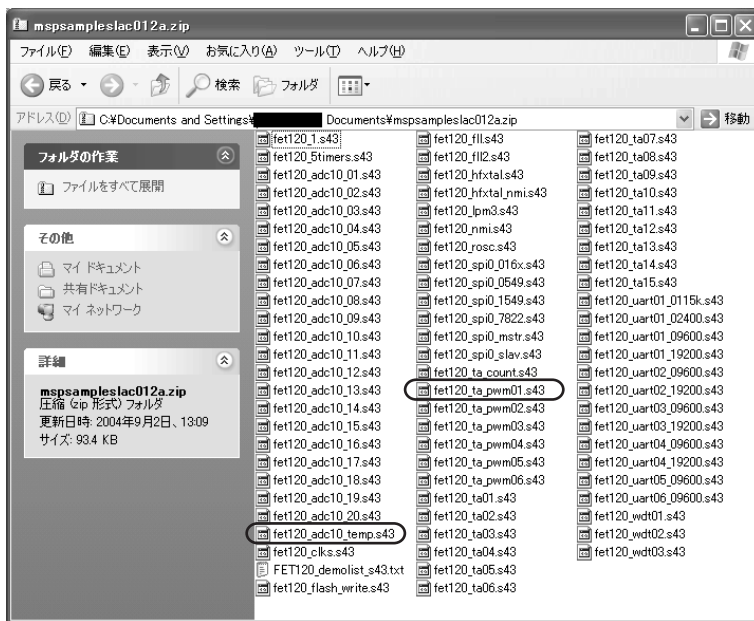 mspsampleslac012a.zip
ファイル(F) 編集(E) 表示(V) お気に入り(A) ツール(T) ヘルプ(H)
戻る 検索 フォルダ
アドレス(D) C:¥Documents and Settings¥ Documents¥mspsampleslac012a.zip 移動
フォルダの作業
ファイルをすべて展開
その他
マイ ドキュメント
共有ドキュメント
マイ ネットワーク
詳細
mspsampleslac012a.zip
圧縮 (zip 形式) フォルダ
更新日時: 2004年9月2日、13:09
サイズ: 93.4 KB
fet120_1.s43
fet120_5timers.s43
fet120_adc10_01.s43
fet120_adc10_02.s43
fet120_adc10_03.s43
fet120_adc10_04.s43
fet120_adc10_05.s43
fet120_adc10_06.s43
fet120_adc10_07.s43
fet120_adc10_08.s43
fet120_adc10_09.s43
fet120_adc10_10.s43
fet120_adc10_11.s43
fet120_adc10_12.s43
fet120_adc10_13.s43
fet120_adc10_14.s43
fet120_adc10_15.s43
fet120_adc10_16.s43
fet120_adc10_17.s43
fet120_adc10_18.s43
fet120_adc10_19.s43
fet120_adc10_20.s43
fet120_adc10_temp.s43
fet120_clks.s43
FET120_demolist_s43.txt
fet120_flash_write.s43
fet120_fll.s43
fet120_fll2.s43
fet120_hfxtal.s43
fet120_hfxtal_nmi.s43
fet120_lpm3.s43
fet120_nmi.s43
fet120_rosc.s43
fet120_spi0_016x.s43
fet120_spi0_0549.s43
fet120_spi0_1549.s43
fet120_spi0_7822.s43
fet120_spi0_mstr.s43
fet120_spi0_slav.s43
fet120_ta_count.s43
fet120_ta_pwm01.s43
fet120_ta_pwm02.s43
fet120_ta_pwm03.s43
fet120_ta_pwm04.s43
fet120_ta_pwm05.s43
fet120_ta_pwm06.s43
fet120_ta01.s43
fet120_ta02.s43
fet120_ta03.s43
fet120_ta04.s43
fet120_ta05.s43
fet120_ta06.s43
fet120_ta07.s43
fet120_ta08.s43
fet120_ta09.s43
fet120_ta10.s43
fet120_ta11.s43
fet120_ta12.s43
fet120_ta13.s43
fet120_ta14.s43
fet120_ta15.s43
fet120_uart01_0115k.s43
fet120_uart01_02400.s43
fet120_uart01_09600.s43
fet120_uart01_19200.s43
fet120_uart02_09600.s43
fet120_uart02_19200.s43
fet120_uart03_09600.s43
fet120_uart03_19200.s43
fet120_uart04_09600.s43
fet120_uart04_19200.s43
fet120_uart05_09600.s43
fet120_uart06_09600.s43
fet120_wdt01.s43
fet120_wdt02.s43
fet120_wdt03.s43